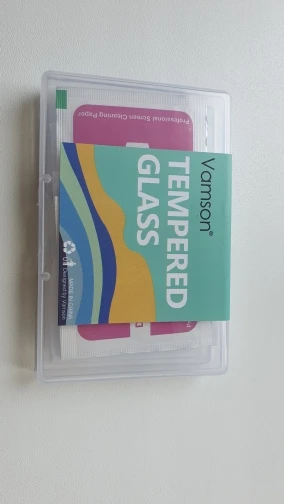 Professional Screen Cleaning Paper
Vamson®
TEMPERED
GLASS
MADE IN CHINA
Designed by Vamson